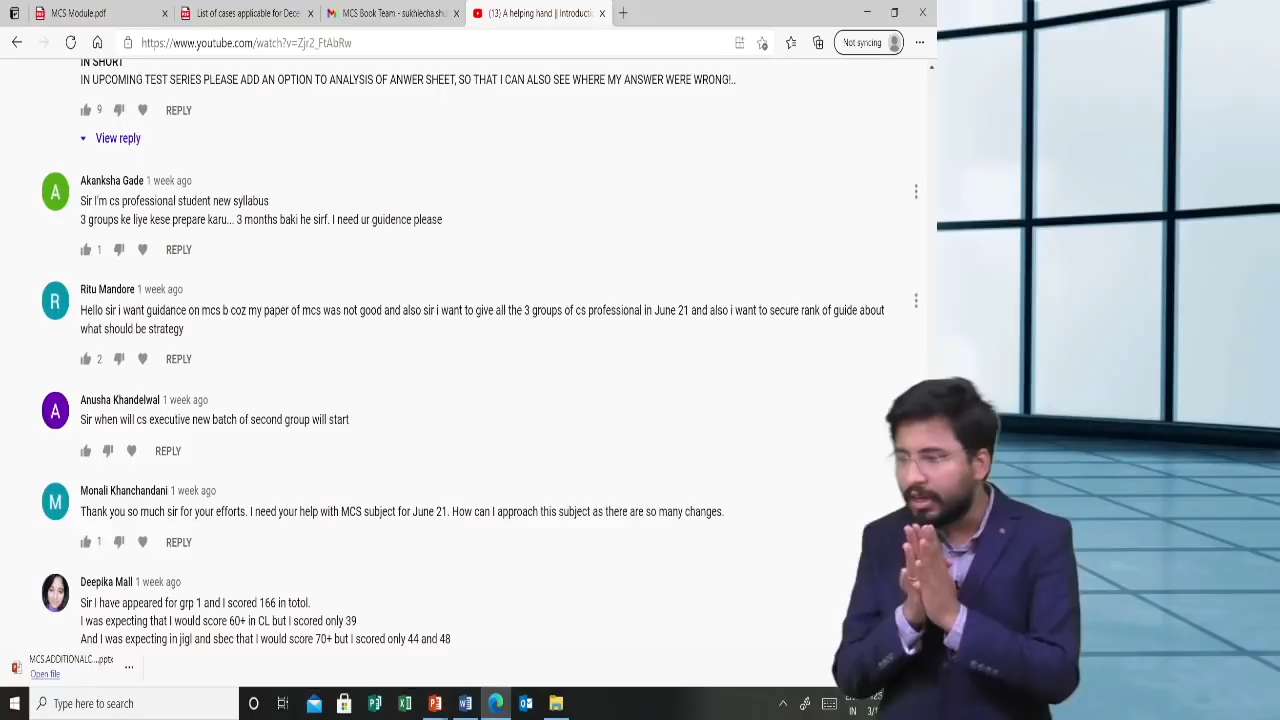 MCS Module.pdf
List of cases applicable for Dece
MCS Book Team - sukhiecha
(13) A helping hand || Introducti
https://www.youtube.com/watch?v=Zjr2_FtAbRw
Not syncing
IN SHORT
IN UPCOMING TEST SERIES PLEASE ADD AN OPTION TO ANALYSIS OF ANWER SHEET, SO THAT I CAN ALSO SEE WHERE MY ANSWER WERE WRONG!..
9 REPLY
View reply
A
Akanksha Gade 1 week ago
Sir I'm cs professional student new syllabus
3 groups ke liye kese prepare karu... 3 months baki he sirf. I need ur guidence please
1 REPLY
R
Ritu Mandore 1 week ago
Hello sir i want guidance on mcs b coz my paper of mcs was not good and also sir i want to give all the 3 groups of cs professional in June 21 and also i want to secure rank of guide about
what should be strategy
2 REPLY
A
Anusha Khandelwal 1 week ago
Sir when will cs executive new batch of second group will start
REPLY
M
Monali Khanchandani 1 week ago
Thank you so much sir for your efforts. I need your help with MCS subject for June 21. How can I approach this subject as there are so many changes.
1 REPLY
Deepika Mall 1 week ago
Sir I have appeared for grp 1 and I scored 166 in totol.
I was expecting that I would score 60+ in CL but I scored only 39
And I was expecting in jigl and sbec that I would score 70+ but I scored only 44 and 48
MCS.ADDITIONALC....pptx
Open file
Type here to search
IN